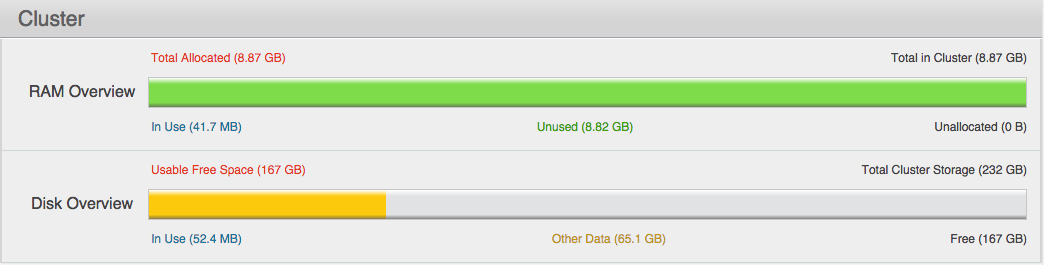 Cluster
Total Allocated (8.87 GB) Total in Cluster (8.87 GB)
RAM Overview
In Use (41.7 MB) Unused (8.82 GB) Unallocated (0 B)
Usable Free Space (167 GB) Total Cluster Storage (232 GB)
Disk Overview
In Use (52.4 MB) Other Data (65.1 GB) Free (167 GB)